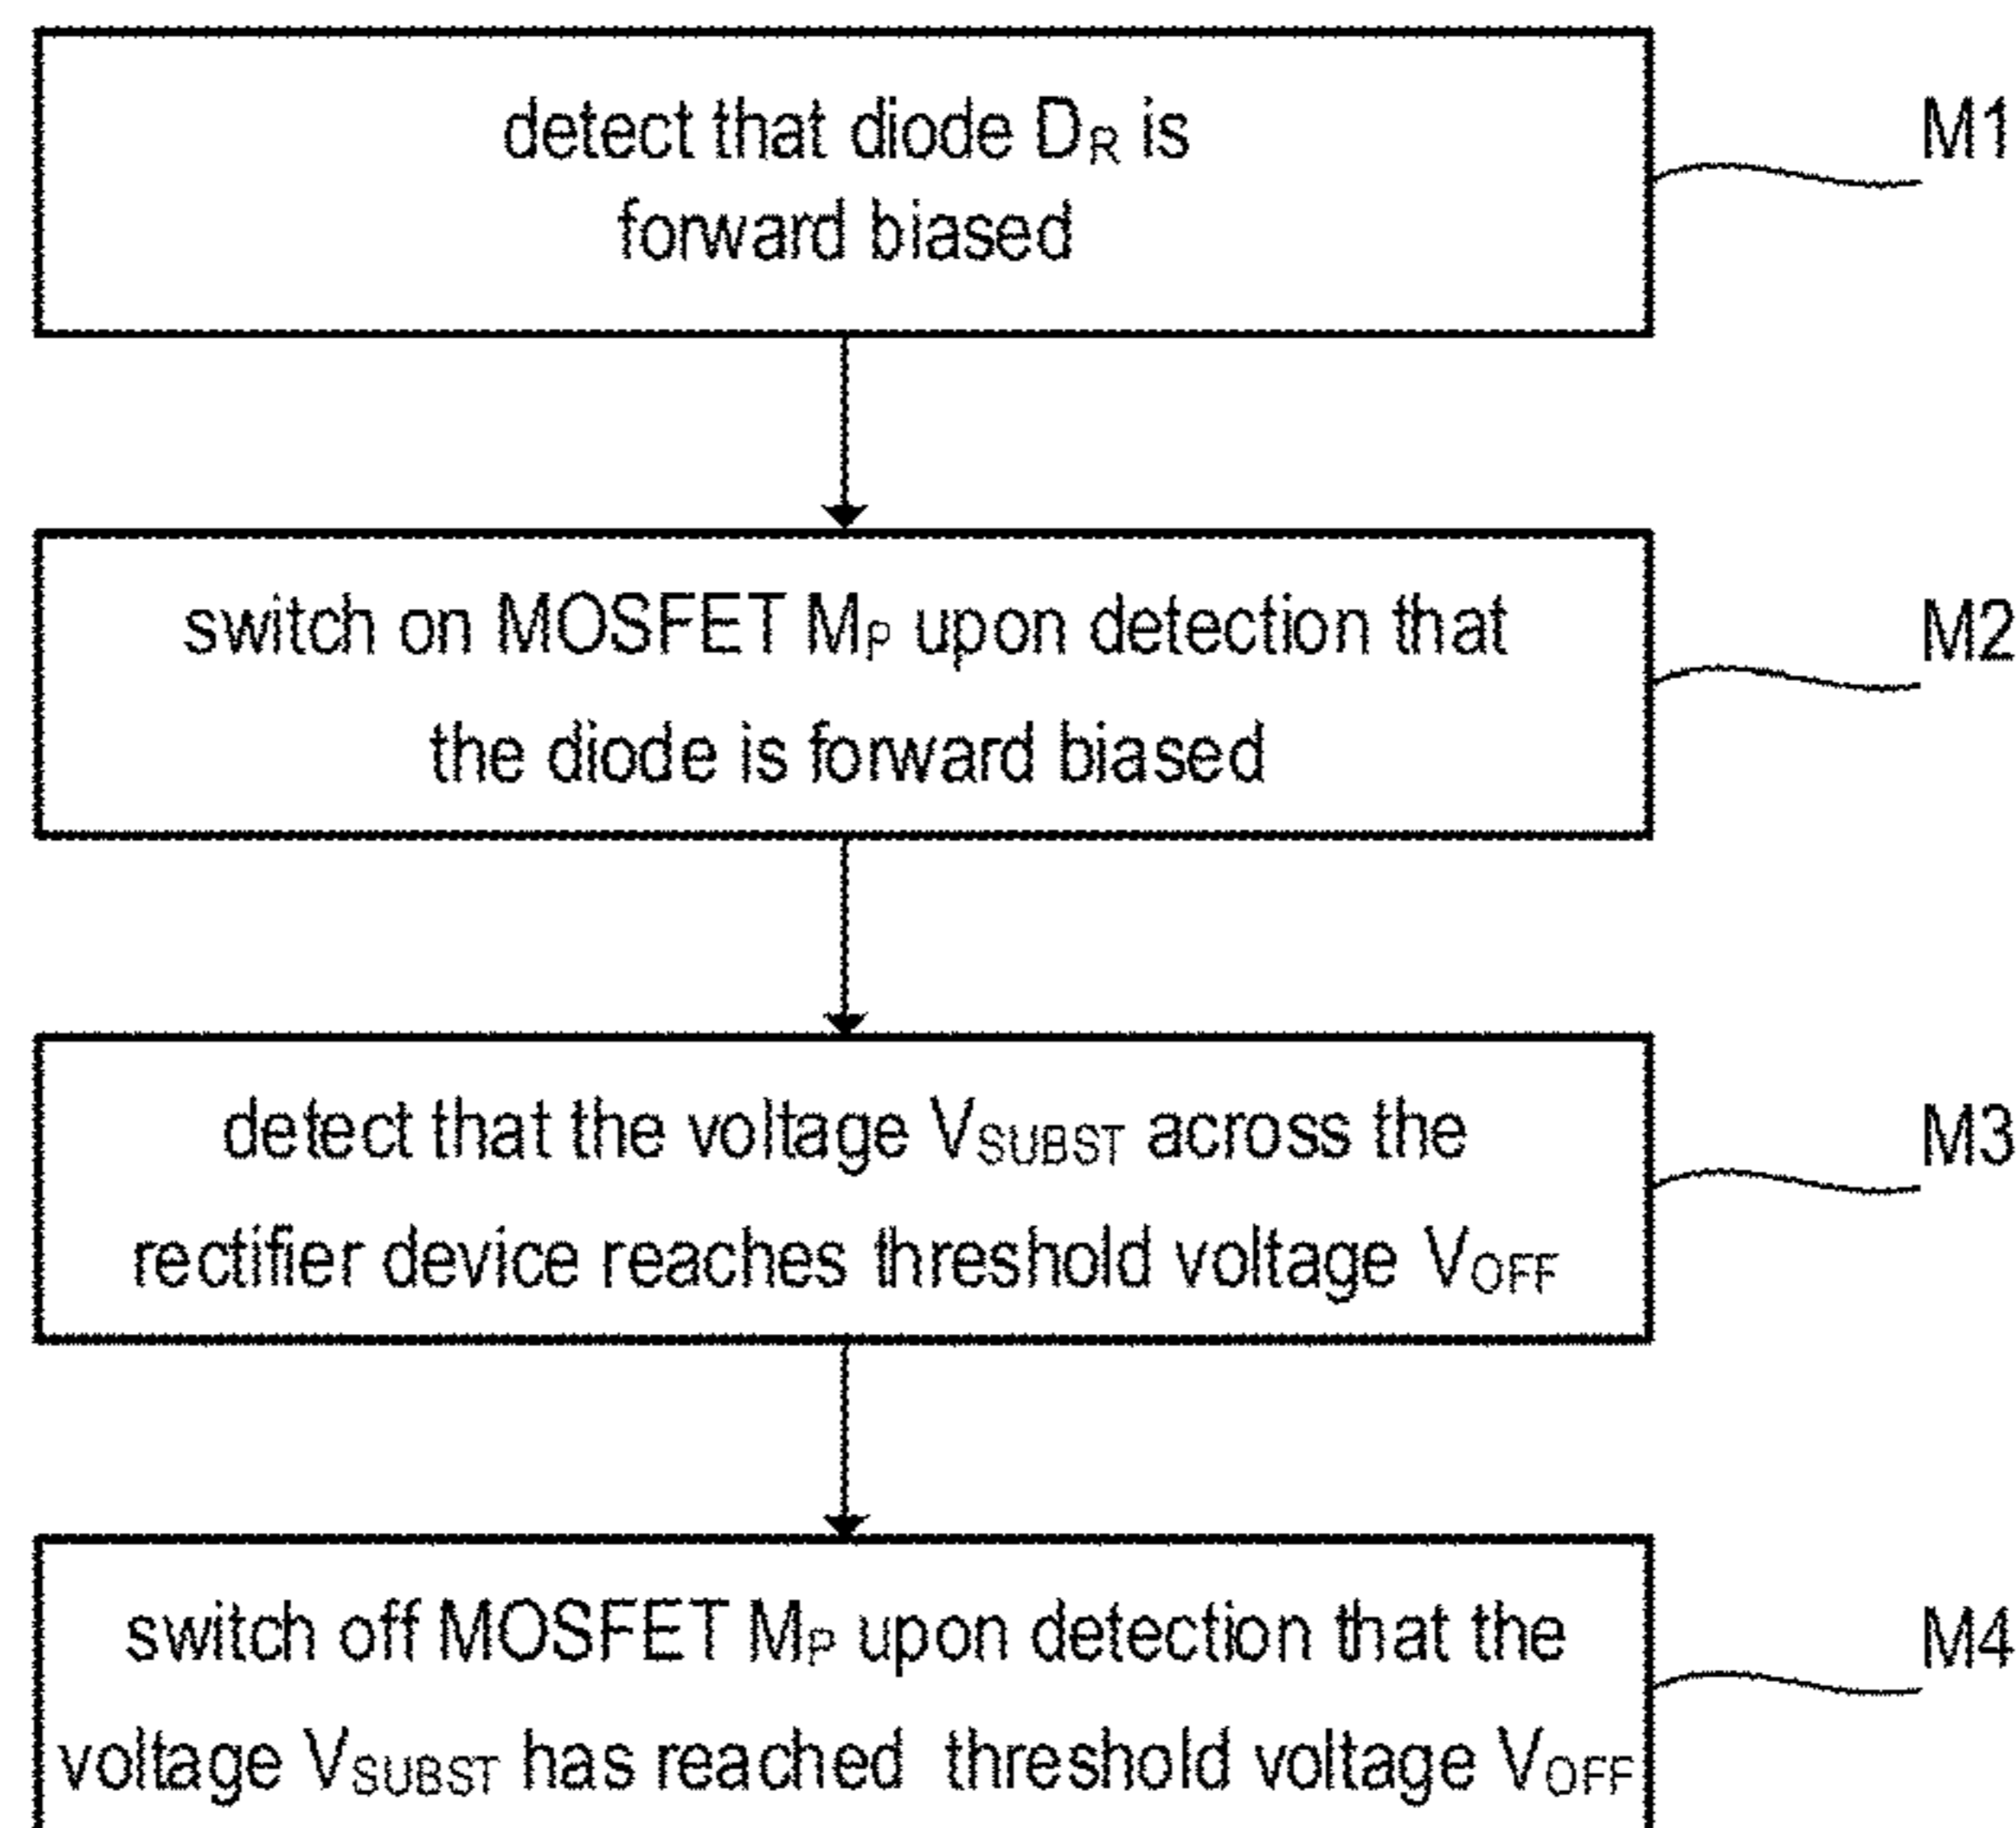 detect that diode DR is
forward biased
M1
switch on MOSFET MP upon detection that
the diode is forward biased
M2
detect that the voltage VSUBST across the
rectifier device reaches threshold voltage VOFF
M3
switch off MOSFET MP upon detection that the
voltage VSUBST has reached threshold voltage VOFF
M4